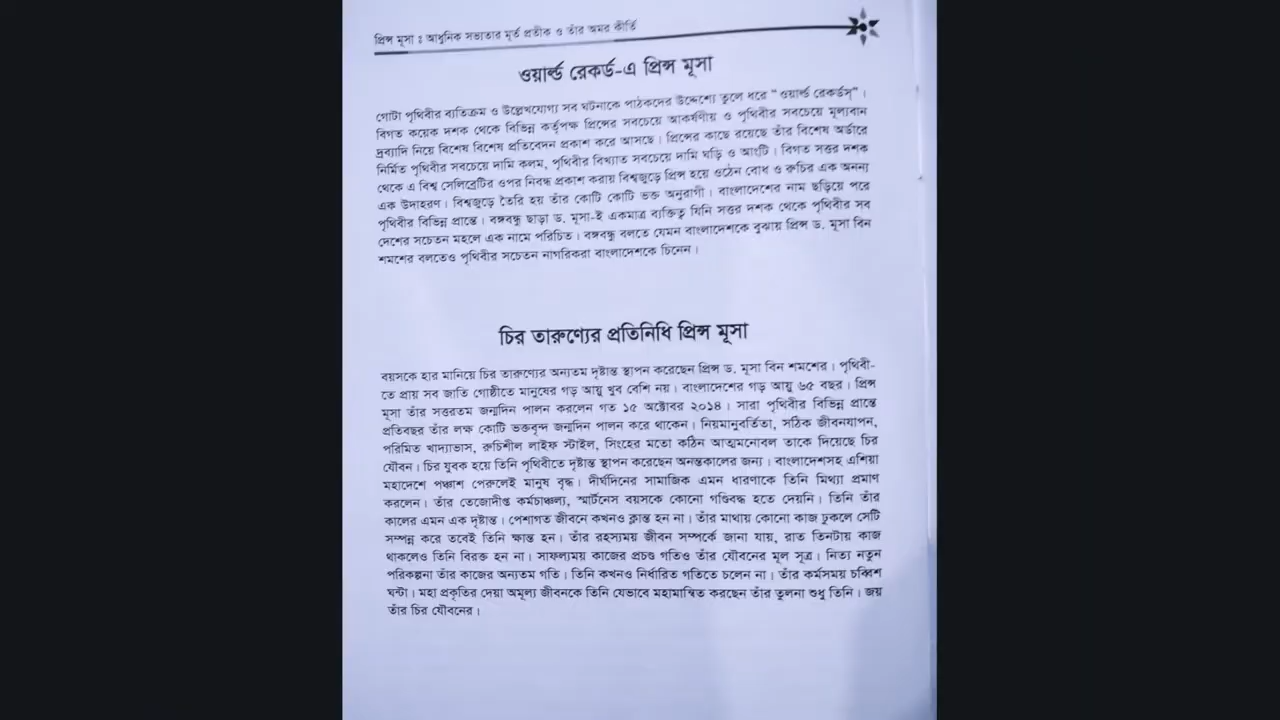 প্রিন্স মূসা ঃ আধুনিক সভ্যতার মূর্ত প্রতীক ও তাঁর অমর কীর্তি
ওয়ার্ল্ড রেকর্ড-এ প্রিন্স মূসা
গোটা পৃথিবীর ব্যতিক্রম ও উল্লেখযোগ্য সব ঘটনাকে পাঠকদের উদ্দেশ্যে তুলে ধরে "ওয়ার্ল্ড রেকর্ডস্"।
বিগত কয়েক দশক থেকে বিভিন্ন কর্তৃপক্ষ প্রিন্সের সবচেয়ে আকর্ষণীয় ও পৃথিবীর সবচেয়ে মূল্যবান
দ্রব্যাদি নিয়ে বিশেষ বিশেষ প্রতিবেদন প্রকাশ করে আসছে। প্রিন্সের কাছে রয়েছে তাঁর বিশেষ অর্ডারে
নির্মিত পৃথিবীর সবচেয়ে দামি কলম, পৃথিবীর বিখ্যাত সবচেয়ে দামি ঘড়ি ও আংটি। বিগত সত্তর দশক
থেকে এ বিশ্ব সেলিব্রেটির ওপর নিবন্ধ প্রকাশ করায় বিশ্বজুড়ে প্রিন্স হয়ে ওঠেন বোধ ও রুচির এক অনন্য
এক উদাহরণ। বিশ্বজুড়ে তৈরি হয় তাঁর কোটি কোটি ভক্ত অনুরাগী। বাংলাদেশের নাম ছড়িয়ে পরে
পৃথিবীর বিভিন্ন প্রান্তে। বঙ্গবন্ধু ছাড়া ড. মূসা-ই একমাত্র ব্যক্তিত্ব যিনি সত্তর দশক থেকে পৃথিবীর সব
দেশের সচেতন মহলে এক নামে পরিচিত। বঙ্গবন্ধু বলতে যেমন বাংলাদেশকে বুঝায় প্রিন্স ড. মূসা বিন
শমশের বলতেও পৃথিবীর সচেতন নাগরিকরা বাংলাদেশকে চিনেন।
চির তারুণ্যের প্রতিনিধি প্রিন্স মূসা
বয়সকে হার মানিয়ে চির তারুণ্যের অন্যতম দৃষ্টান্ত স্থাপন করেছেন প্রিন্স ড. মূসা বিন শমশের। পৃথিবী-
তে প্রায় সব জাতি গোষ্ঠীতে মানুষের গড় আয়ু খুব বেশি নয়। বাংলাদেশের গড় আয়ু ৬৫ বছর। প্রিন্স
মূসা তাঁর সত্তরতম জন্মদিন পালন করলেন গত ১৫ অক্টোবর ২০১৪। সারা পৃথিবীর বিভিন্ন প্রান্তে
প্রতিবছর তাঁর লক্ষ কোটি ভক্তবৃন্দ জন্মদিন পালন করে থাকেন। নিয়মানুবর্তিতা, সঠিক জীবনযাপন,
পরিমিত খাদ্যাভাস, রুচিশীল লাইফ স্টাইল, সিংহের মতো কঠিন আত্মমনোবল তাকে দিয়েছে চির
যৌবন। চির যুবক হয়ে তিনি পৃথিবীতে দৃষ্টান্ত স্থাপন করেছেন অনন্তকালের জন্য। বাংলাদেশসহ এশিয়া
মহাদেশে পঞ্চাশ পেরুলেই মানুষ বৃদ্ধ। দীর্ঘদিনের সামাজিক এমন ধারণাকে তিনি মিথ্যা প্রমাণ
করলেন। তাঁর তেজোদীপ্ত কর্মচাঞ্চল্য, স্মার্টনেস বয়সকে কোনো গন্ডিবদ্ধ হতে দেয়নি। তিনি তাঁর
কালের এমন এক দৃষ্টান্ত। পেশাগত জীবনে কখনও ক্লান্ত হন না। তাঁর মাথায় কোনো কাজ ঢুকলে সেটি
সম্পন্ন করে তবেই তিনি ক্ষান্ত হন। তাঁর রহস্যময় জীবন সম্পর্কে জানা যায়, রাত তিনটায় কাজ
থাকলেও তিনি বিরক্ত হন না। সাফল্যময় কাজের প্রচণ্ড গতিও তাঁর যৌবনের মূল সূত্র। নিত্য নতুন
পরিকল্পনা তাঁর কাজের অন্যতম গতি। তিনি কখনও নির্ধারিত গতিতে চলেন না। তাঁর কর্মসময় চব্বিশ
ঘন্টা। মহা প্রকৃতির দেয়া অমূল্য জীবনকে তিনি যেভাবে মহামান্বিত করছেন তাঁর তুলনা শুধু তিনি। জয়
তাঁর চির যৌবনের।